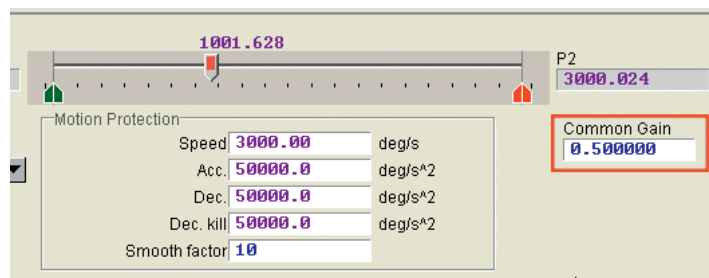 1001.628
P2
3000.024
Motion Protection
Speed 3000.00 deg/s
Acc. 50000.0 deg/s^2
Dec. 50000.0 deg/s^2
Dec. kill 50000.0 deg/s^2
Smooth factor 10
Common Gain
0.500000